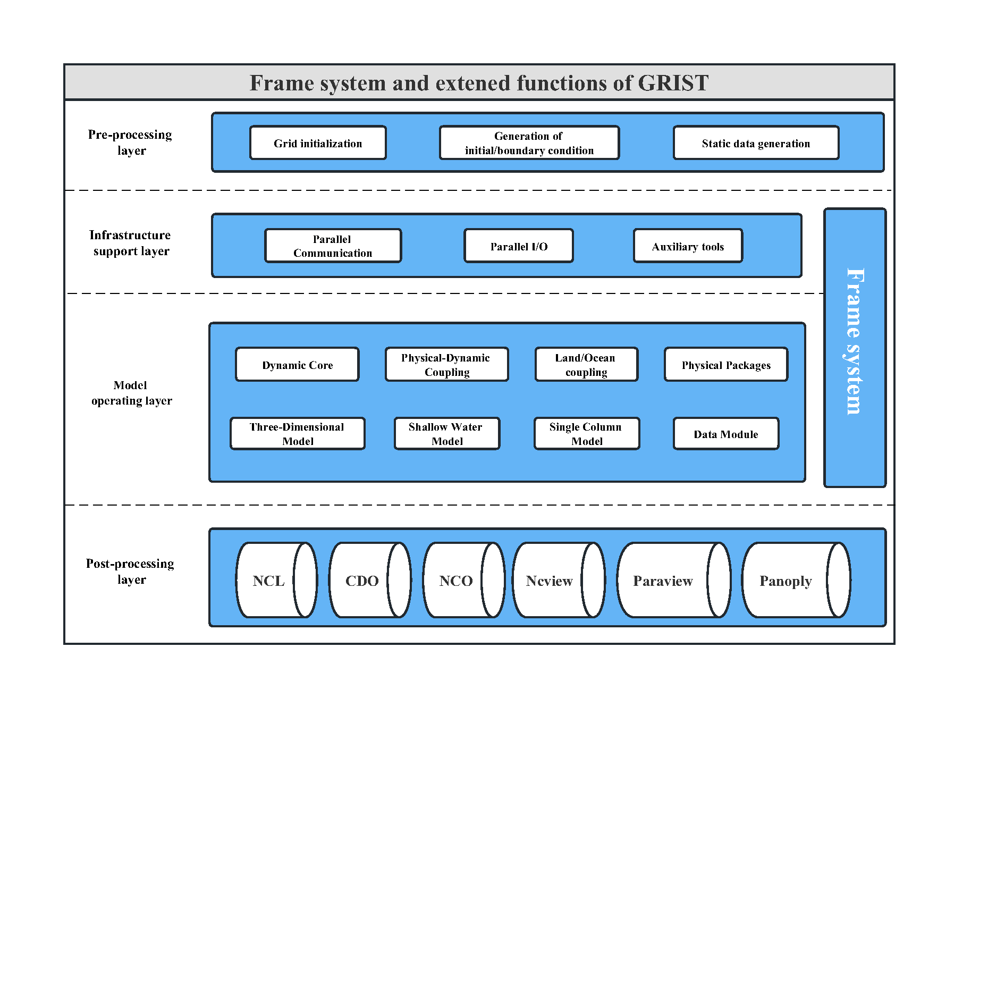 Frame system and extened functions of GRIST
Pre-processing
layer
Grid initialization
Generation of
initial/boundary condition
Static data generation
Infrastructure
support layer
Parallel
Communication
Parallel I/O
Auxiliary tools
Frame system
Model
operating layer
Dynamic Core
Physical-Dynamic
Coupling
Land/Ocean
coupling
Physical Packages
Three-Dimensional
Model
Shallow Water
Model
Single Column
Model
Data Module
Post-processing
layer
NCL
CDO
NCO
Ncview
Paraview
Panoply